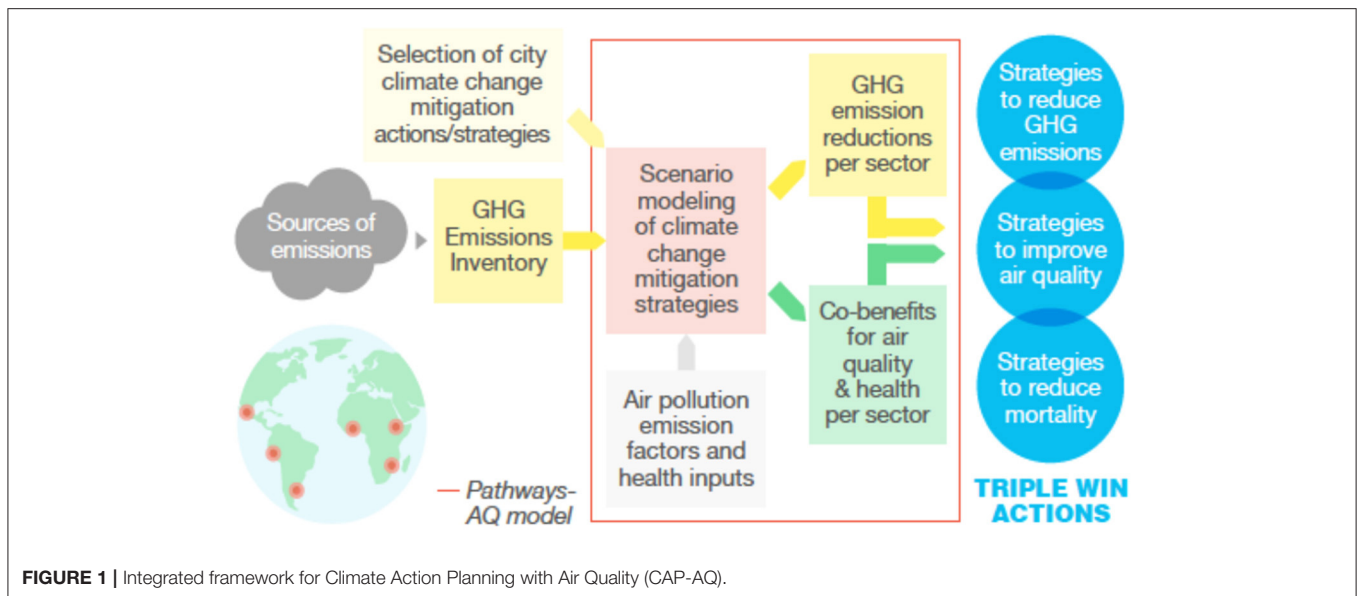 Selection of city
climate change
mitigation
actions/strategies
Sources of
emissions
GHG
Emissions
Inventory
Scenario
modeling
of climate
change
mitigation
strategies
Air pollution
emission
factors and
health inputs
GHG
emission
reductions
per sector
Co-benefits
for air
quality
& health
per sector
Strategies
to reduce
GHG
emissions
Strategies
to improve
air quality
Strategies
to reduce
mortality
TRIPLE WIN
ACTIONS
Pathways-
AQ model
FIGURE 1 | Integrated framework for Climate Action Planning with Air Quality (CAP-AQ).